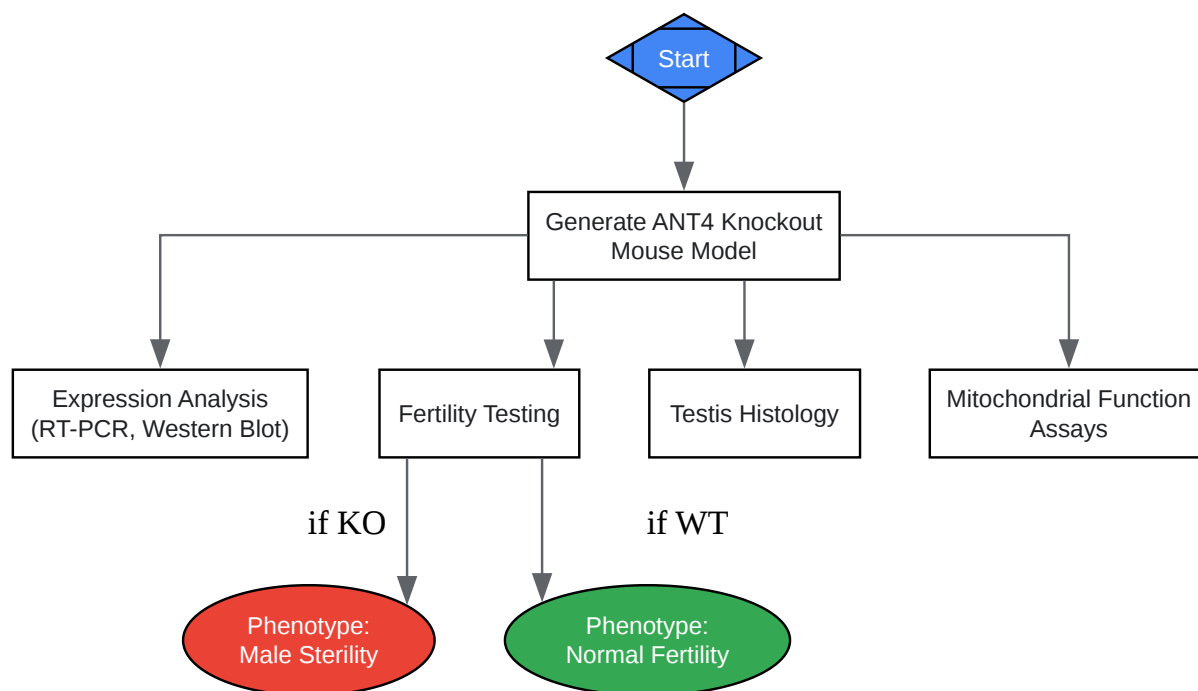 Start
Generate ANT4 Knockout
Mouse Model
Expression Analysis
(RT-PCR, Western Blot)
Fertility Testing
Testis Histology
Mitochondrial Function
Assays
if KO
if WT
Phenotype:
Male Sterility
Phenotype:
Normal Fertility